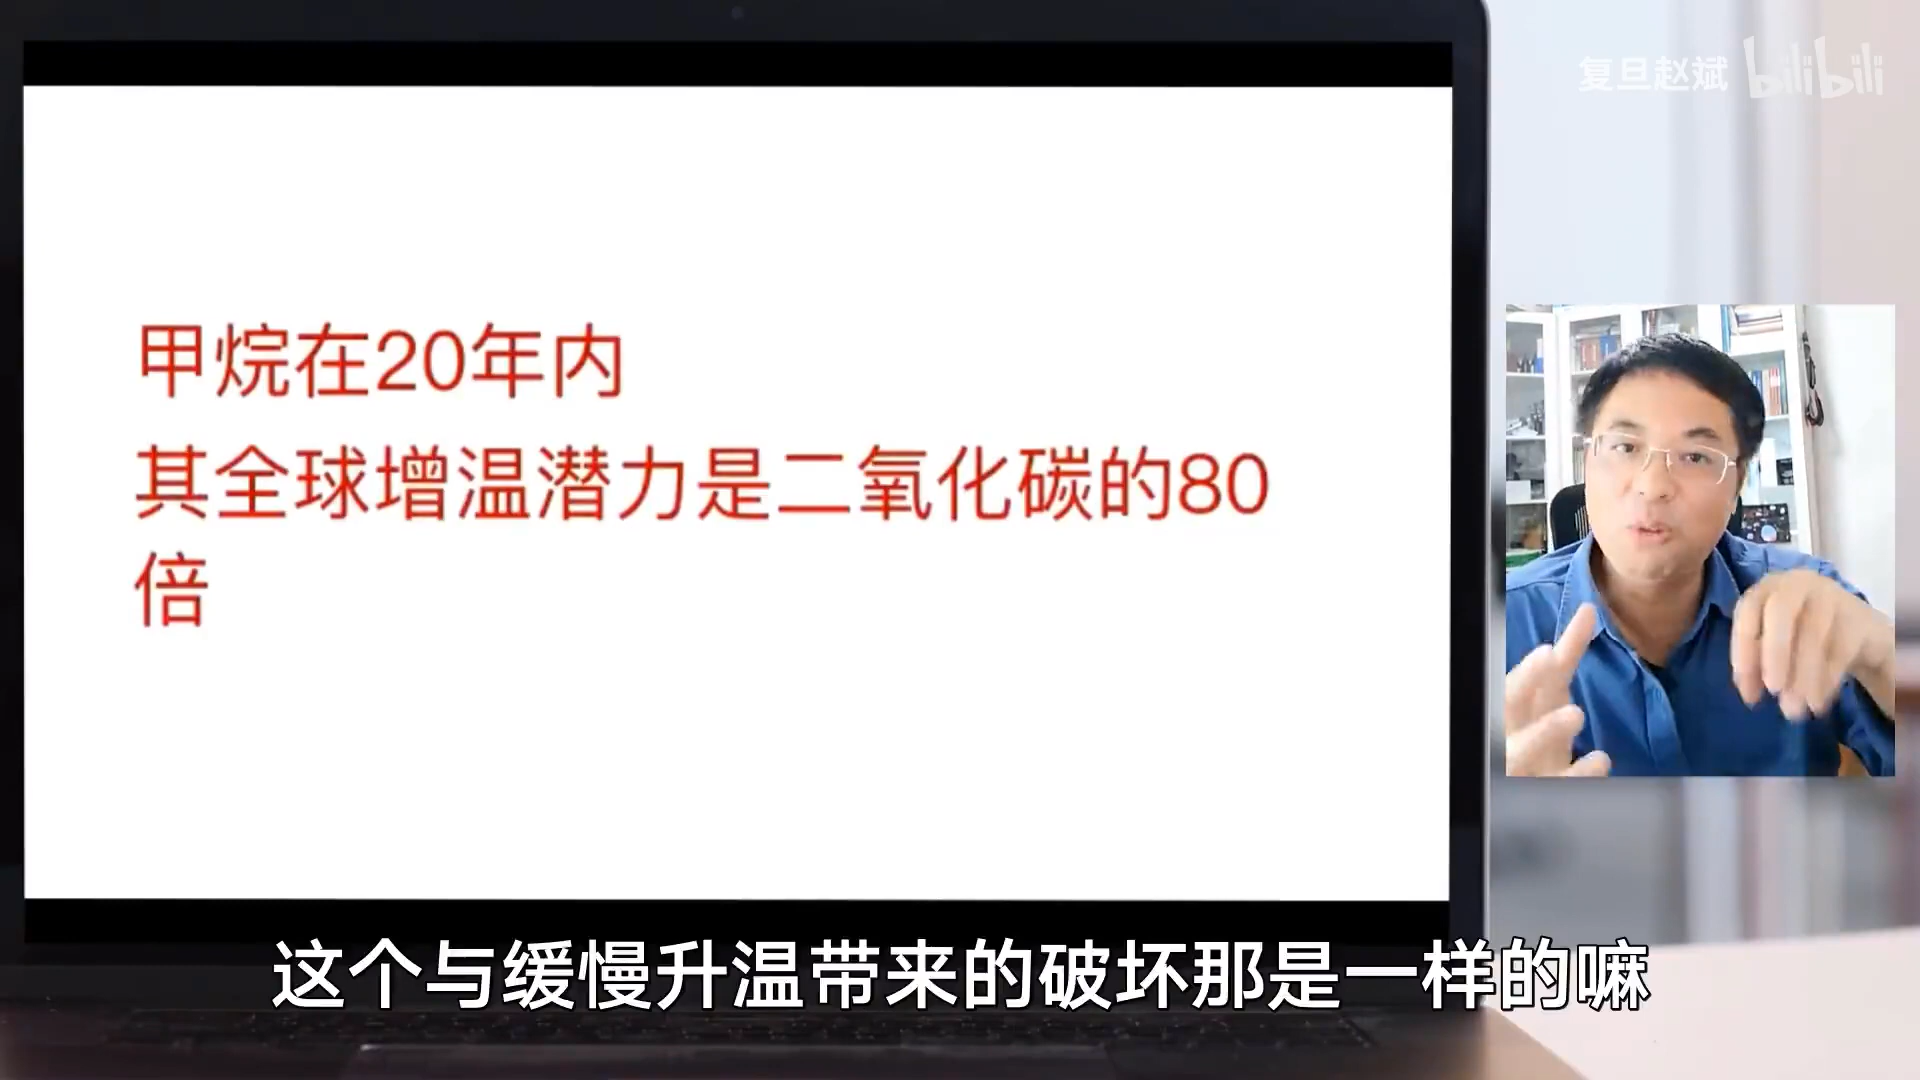 复旦赵斌 bilibili
甲烷在20年内
其全球增温潜力是二氧化碳的80
倍
这个与缓慢升温带来的破坏那是一样的嘛